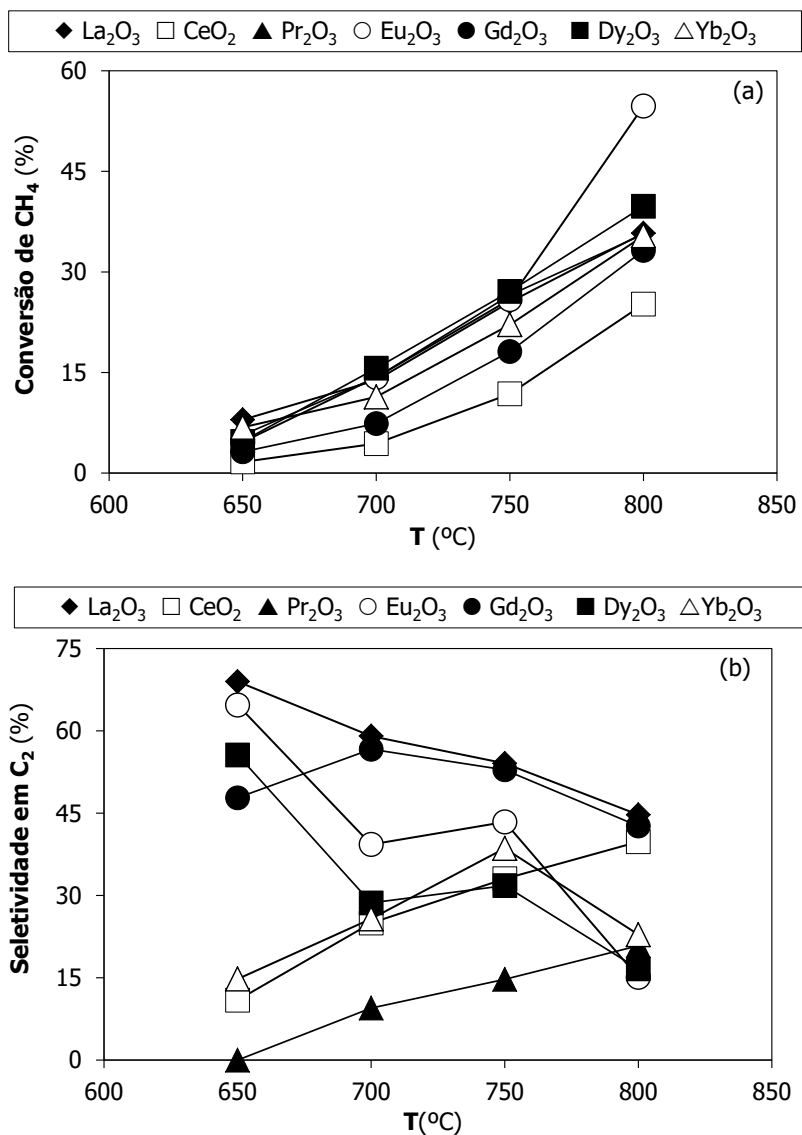 La₂O₃ CeO₂ Pr₂O₃ Eu₂O₃ Gd₂O₃ Dy₂O₃ Yb₂O₃
(a)
60
45
30
15
0
Conversão de CH₄ (%)
600 650 700 750 800 850
T (ºC)
La₂O₃ CeO₂ Pr₂O₃ Eu₂O₃ Gd₂O₃ Dy₂O₃ Yb₂O₃
(b)
75
60
45
30
15
0
Seletividade em C₂ (%)
600 650 700 750 800 850
T(ºC)